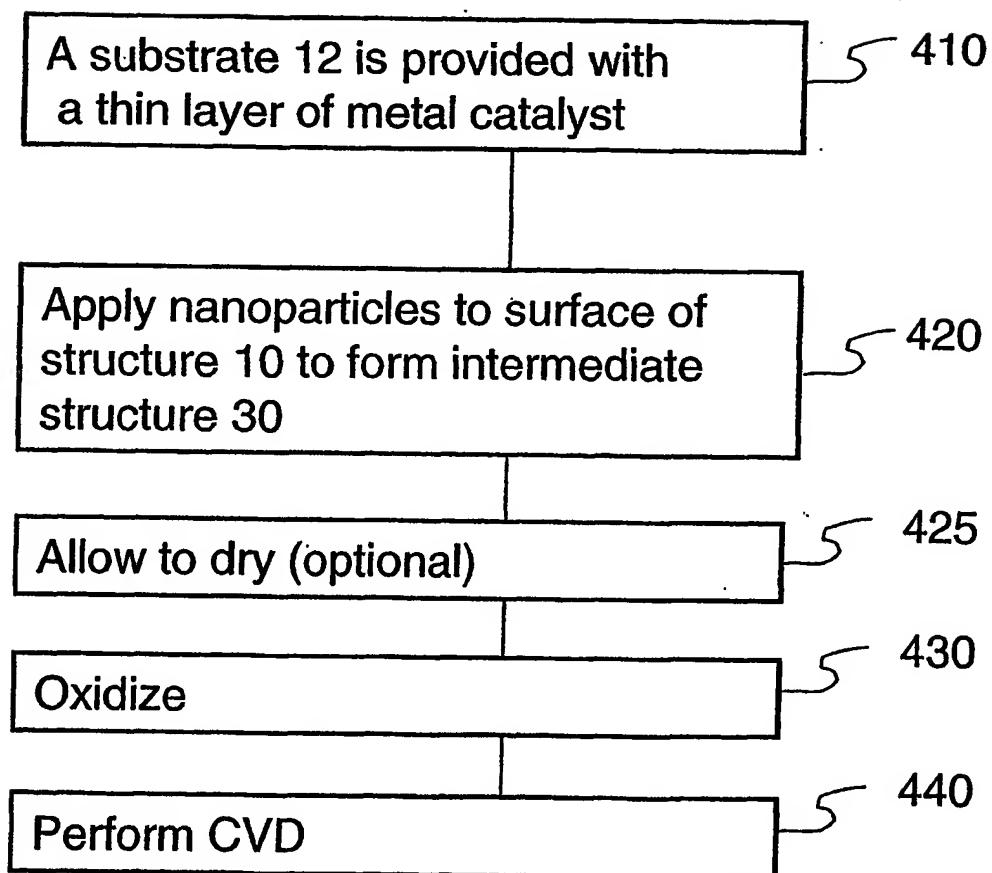 A substrate 12 is provided with
a thin layer of metal catalyst
410
Apply nanoparticles to surface of
structure 10 to form intermediate
structure 30
420
Allow to dry (optional)
425
Oxidize
430
Perform CVD
440